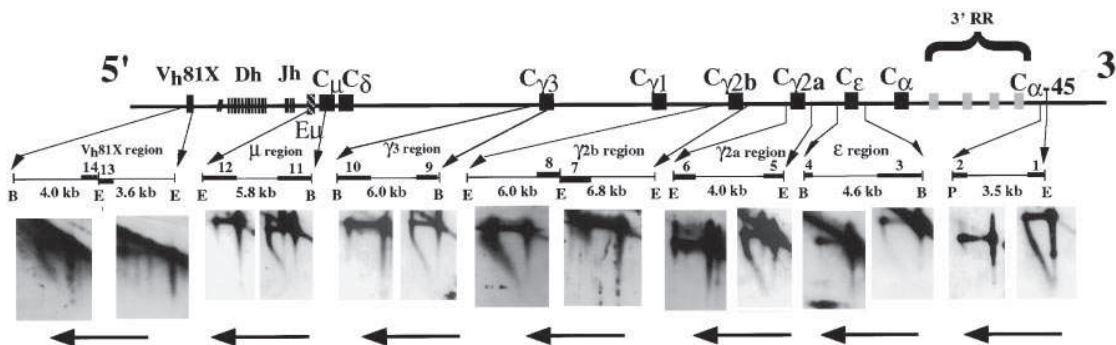 3' RR
5' Vh81X Dh Jh Cμ Cδ Cγ3 Cγ1 Cγ2b Cγ2a Cε Cα Cα-45 3
Eμ
Vh81X region μ region γ3 region γ2b region γ2a region ε region
14 13 12 11 10 9 8 7 6 5 4 3 2 1
4.0 kb 3.6 kb 5.8 kb 6.0 kb 6.0 kb 6.8 kb 4.0 kb 4.6 kb 3.5 kb
B E E E B B B E E E E E B B P E